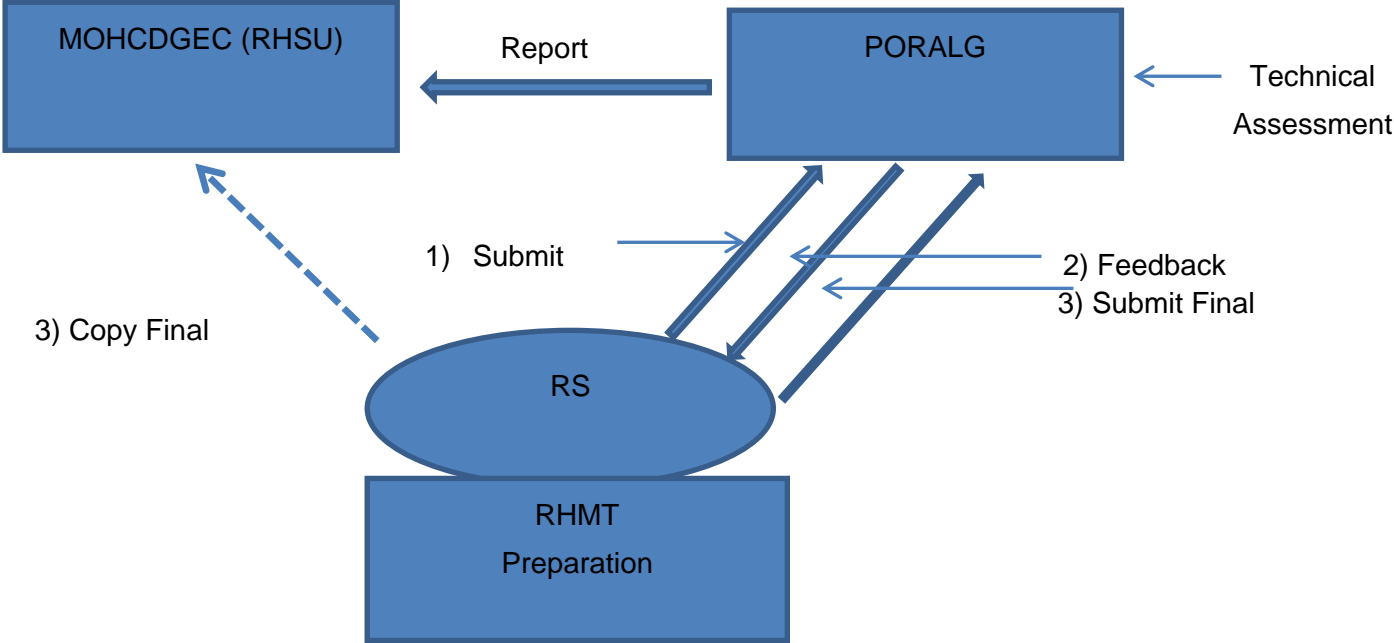 MOHCDGEC (RHSU)
Report
PORALG
Technical
Assessment
1) Submit
2) Feedback
3) Submit Final
3) Copy Final
RS
RHMT
Preparation